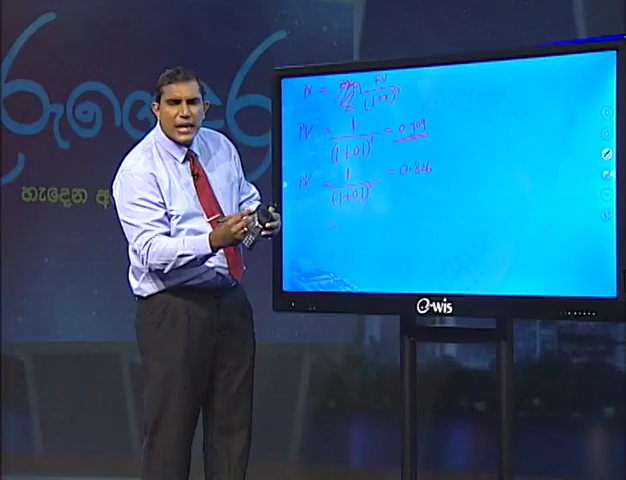 රුලොව
හැදෙන අ
PV = FV / (1+r)ⁿ
PV = 1 / (1+0.1)¹ = 0.909
PV = 1 / (1+0.1)² = 0.826
=
e-wis